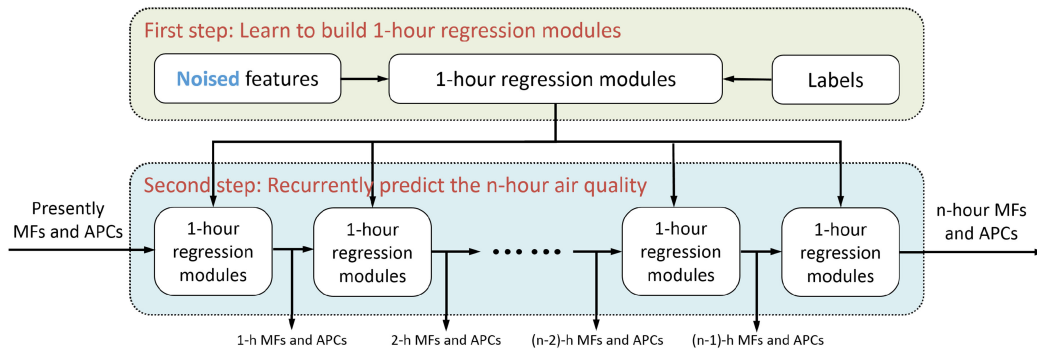 First step: Learn to build 1-hour regression modules
Noised features
1-hour regression modules
Labels
Second step: Recurrently predict the n-hour air quality
Presently
MFs and APCs
1-hour
regression
modules
1-hour
regression
modules
•••  •••
1-hour
regression
modules
1-hour
regression
modules
n-hour MFs
and APCs
1-h MFs and APCs
2-h MFs and APCs
(n-2)-h MFs and APCs
(n-1)-h MFs and APCs